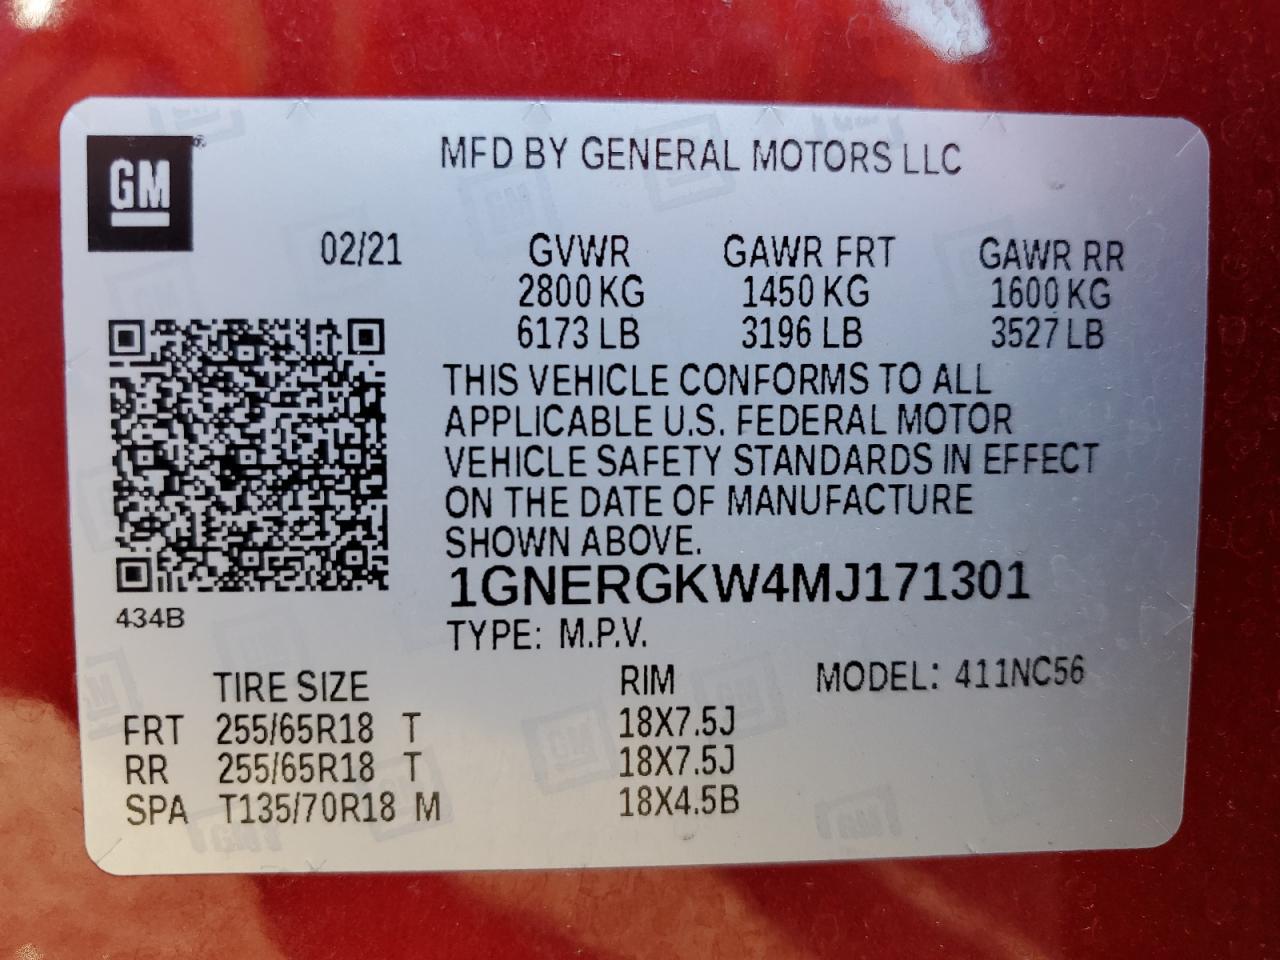 GM
MFD BY GENERAL MOTORS LLC
02/21 GVWR GAWR FRT GAWR RR
2800 KG 1450 KG 1600 KG
6173 LB 3196 LB 3527 LB
THIS VEHICLE CONFORMS TO ALL
APPLICABLE U.S. FEDERAL MOTOR
VEHICLE SAFETY STANDARDS IN EFFECT
ON THE DATE OF MANUFACTURE
SHOWN ABOVE.
1GNERGKW4MJ171301
434B
TYPE: M.P.V.
TIRE SIZE RIM MODEL: 411NC56
FRT 255/65R18 T 18X7.5J
RR 255/65R18 T 18X7.5J
SPA T135/70R18 M 18X4.5B